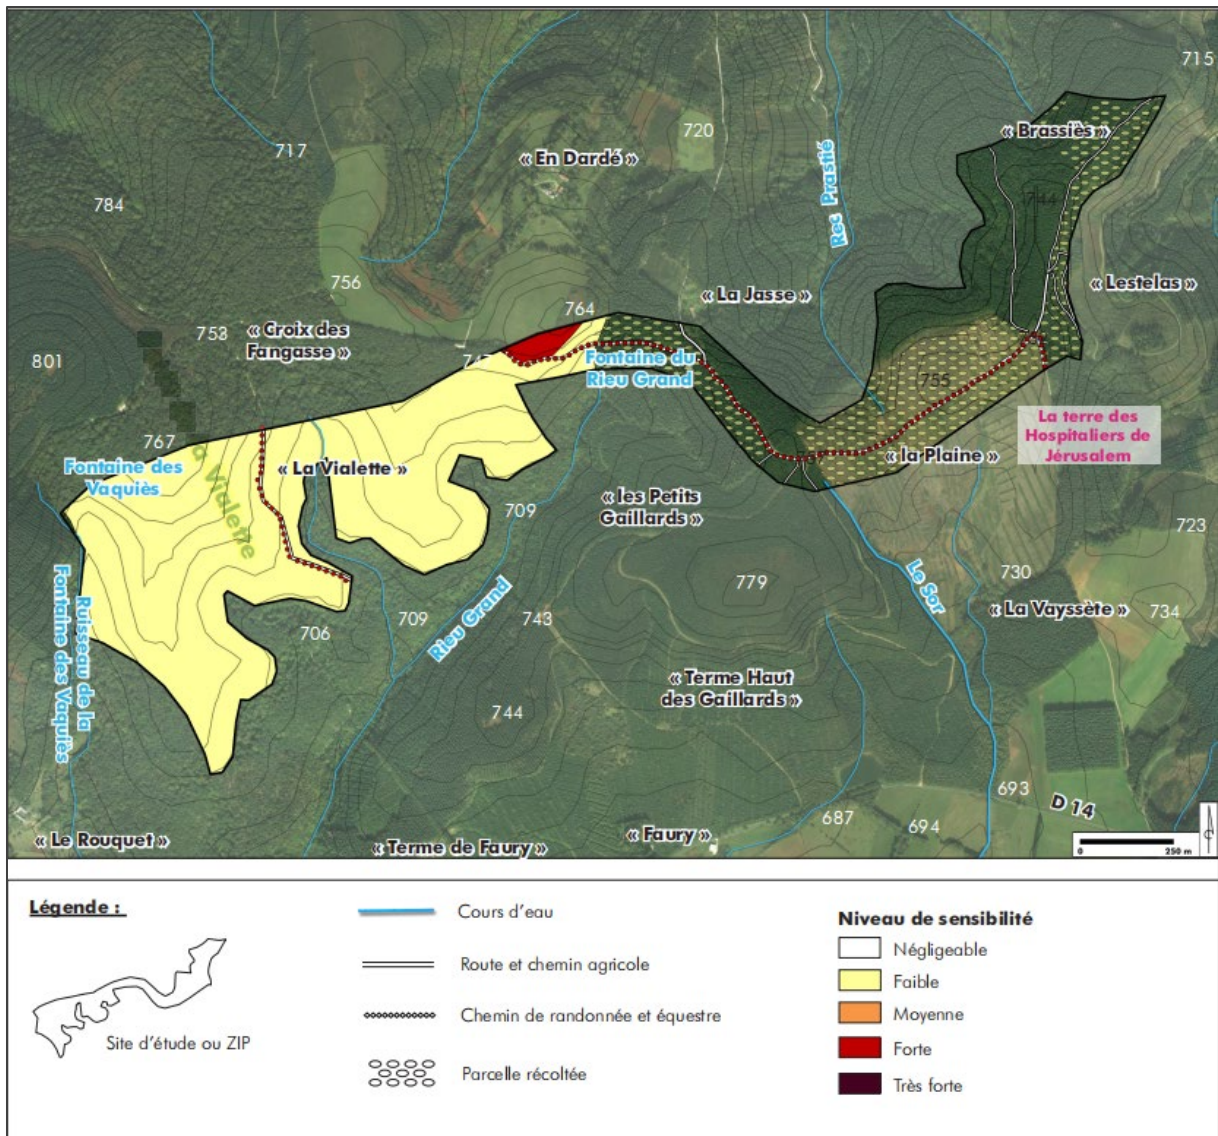 715
« Brassiès »
720
717
« En Dardé »
Rec Prastié
784
744
756
« Lestelas »
« La Jasse »
764
753
« Croix des
Fangasse »
801
Fontaine du
Rieu Grand
755
La terre des
Hospitaliers de
Jérusalem
767
« la Plaine »
Fontaine des
Vaquiès
« La Vialette »
La Vialette
« les Petits
Gaillards »
709
723
730
779
Le Sor
« La Vayssète »
734
Ruisseau de la
Fontaine des Vaquiès
706
709
Rieu Grand
743
« Terme Haut
des Gaillards »
744
693
D 14
687
694
« Le Rouquet »
« Terme de Faury »
« Faury »
0
250 m
Légende :
Site d'étude ou ZIP
Cours d'eau
Route et chemin agricole
Chemin de randonnée et équestre
Parcelle récoltée
Niveau de sensibilité
Négligeable
Faible
Moyenne
Forte
Très forte